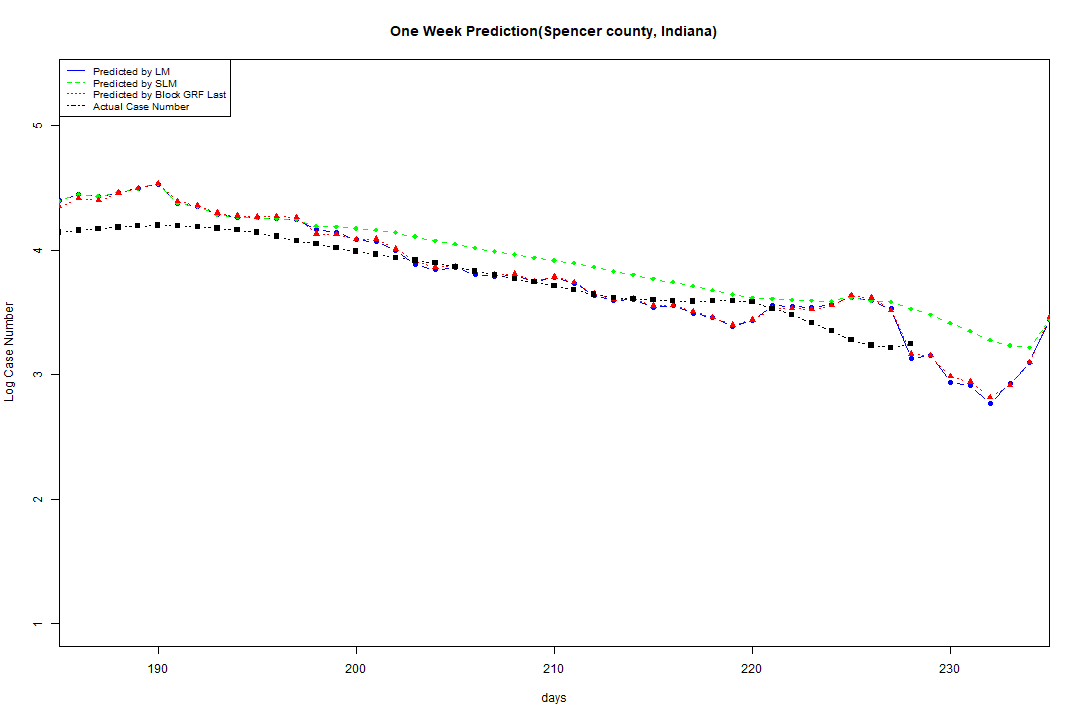 One Week Prediction(Spencer county, Indiana)
Predicted by LM
Predicted by SLM
Predicted by Block GRF Last
Actual Case Number
5
4
3
2
1
Log Case Number
190 200 210 220 230
days